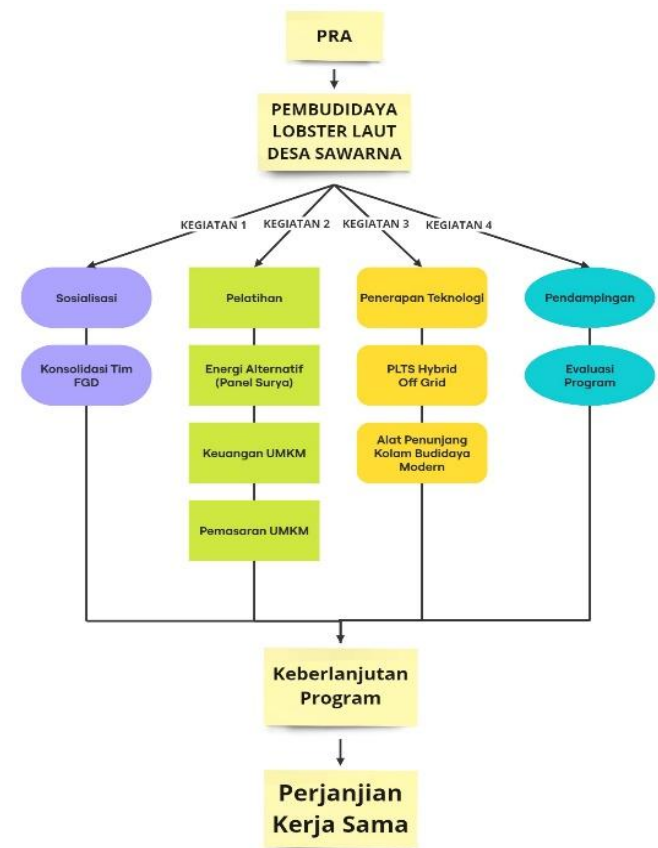 PRA
PEMBUDIDAYA
LOBSTER LAUT
DESA SAWARNA
KEGIATAN 1
KEGIATAN 2
KEGIATAN 3
KEGIATAN 4
Sosialisasi
Konsolidasi Tim
FGD
Pelatihan
Energi Alternatif
(Panel Surya)
Keuangan UMKM
Pemasaran UMKM
Penerapan Teknologi
PLTS Hybrid
Off Grid
Alat Penunjang
Kolam Budidaya
Modern
Pendampingan
Evaluasi
Program
Keberlanjutan
Program
Perjanjian
Kerja Sama